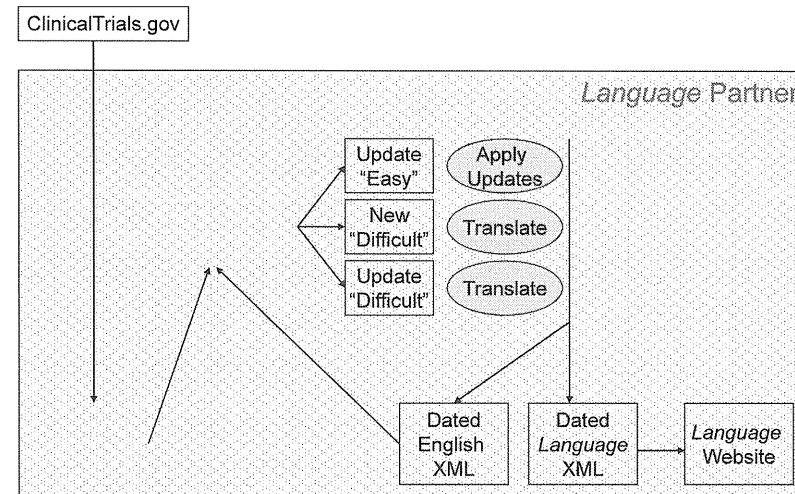 ClinicalTrials.gov
Language Partner
Update
“Easy”
Apply
Updates
New
“Difficult”
Translate
Update
“Difficult”
Translate
Dated
English
XML
Dated
Language
XML
Language
Website